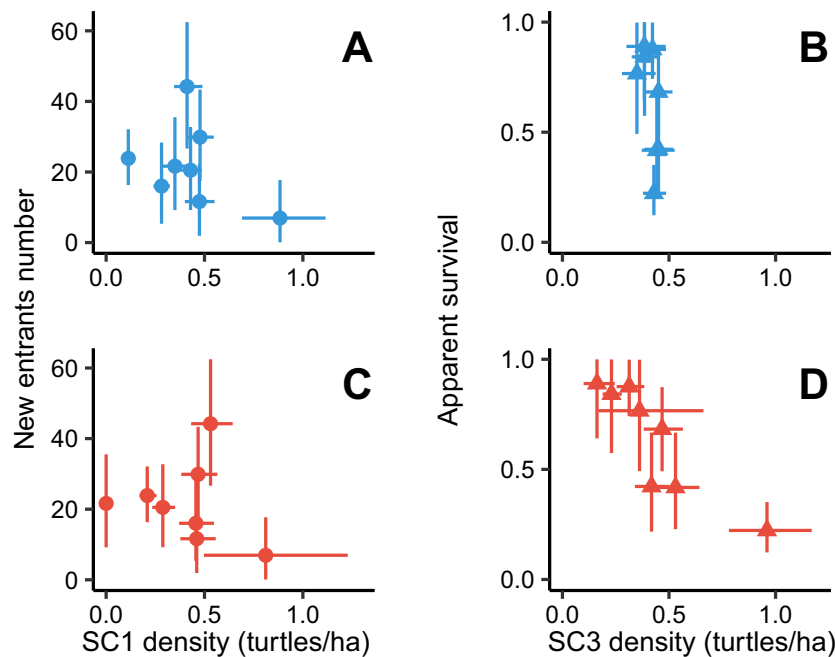 A
B
60
40
20
0
0.0 0.5 1.0
1.0
0.5
0.0
0.0 0.5 1.0
New entrants number
Apparent survival
C
D
60
40
20
0
0.0 0.5 1.0
1.0
0.5
0.0
0.0 0.5 1.0
SC1 density (turtles/ha)
SC3 density (turtles/ha)